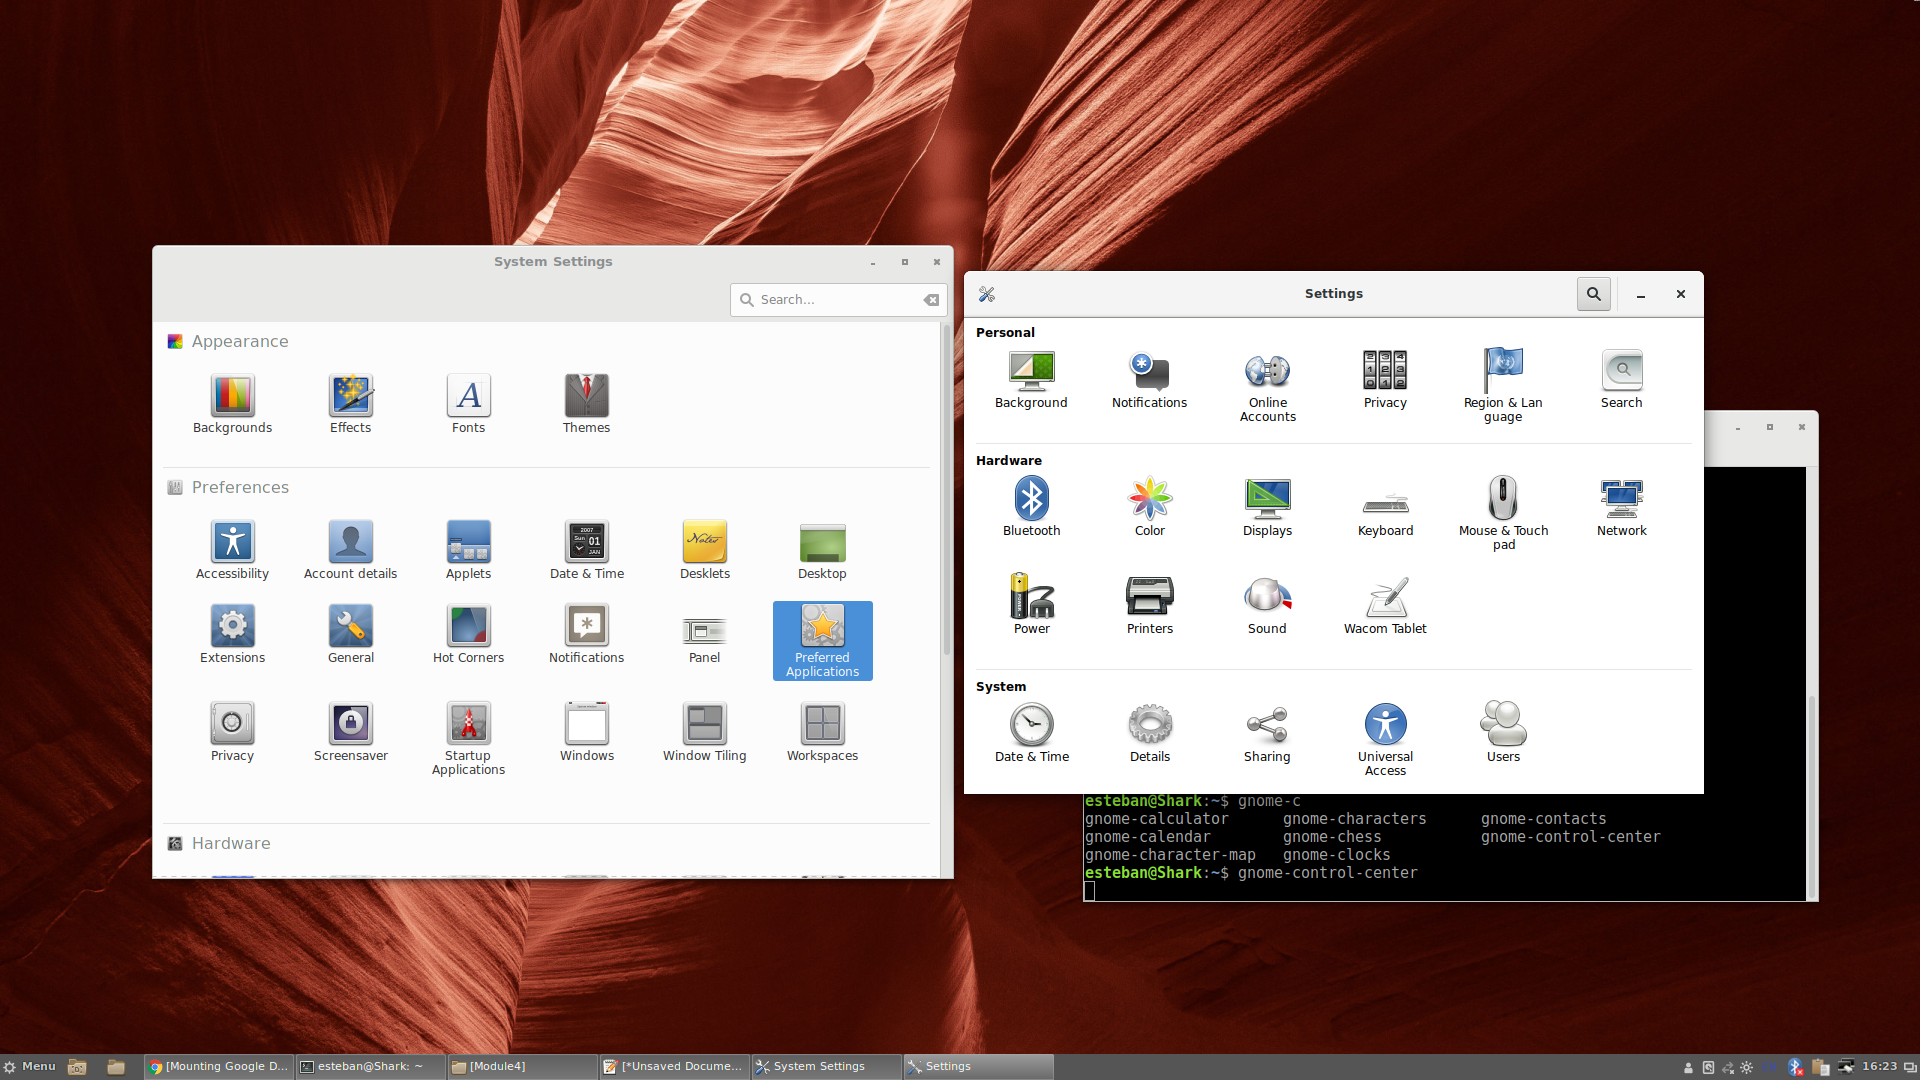 System Settings
Search...
Appearance
Backgrounds
Effects
Fonts
Themes
Preferences
Accessibility
Account details
Applets
Date & Time
Desklets
Desktop
Extensions
General
Hot Corners
Notifications
Panel
Preferred
Applications
Privacy
Screensaver
Startup
Applications
Windows
Window Tiling
Workspaces
Hardware
Settings
Personal
Background
Notifications
Online
Accounts
Privacy
Region & Lan
guage
Search
Hardware
Bluetooth
Color
Displays
Keyboard
Mouse & Touch
pad
Network
Power
Printers
Sound
Wacom Tablet
System
Date & Time
Details
Sharing
Universal
Access
Users
esteban@Shark:~$ gnome-c
gnome-calculator gnome-characters gnome-contacts
gnome-calendar gnome-chess gnome-control-center
gnome-character-map gnome-clocks
esteban@Shark:~$ gnome-control-center
Menu
[Mounting Google D...
esteban@Shark: ~
[Module4]
[*Unsaved Docume...
System Settings
Settings
16:23